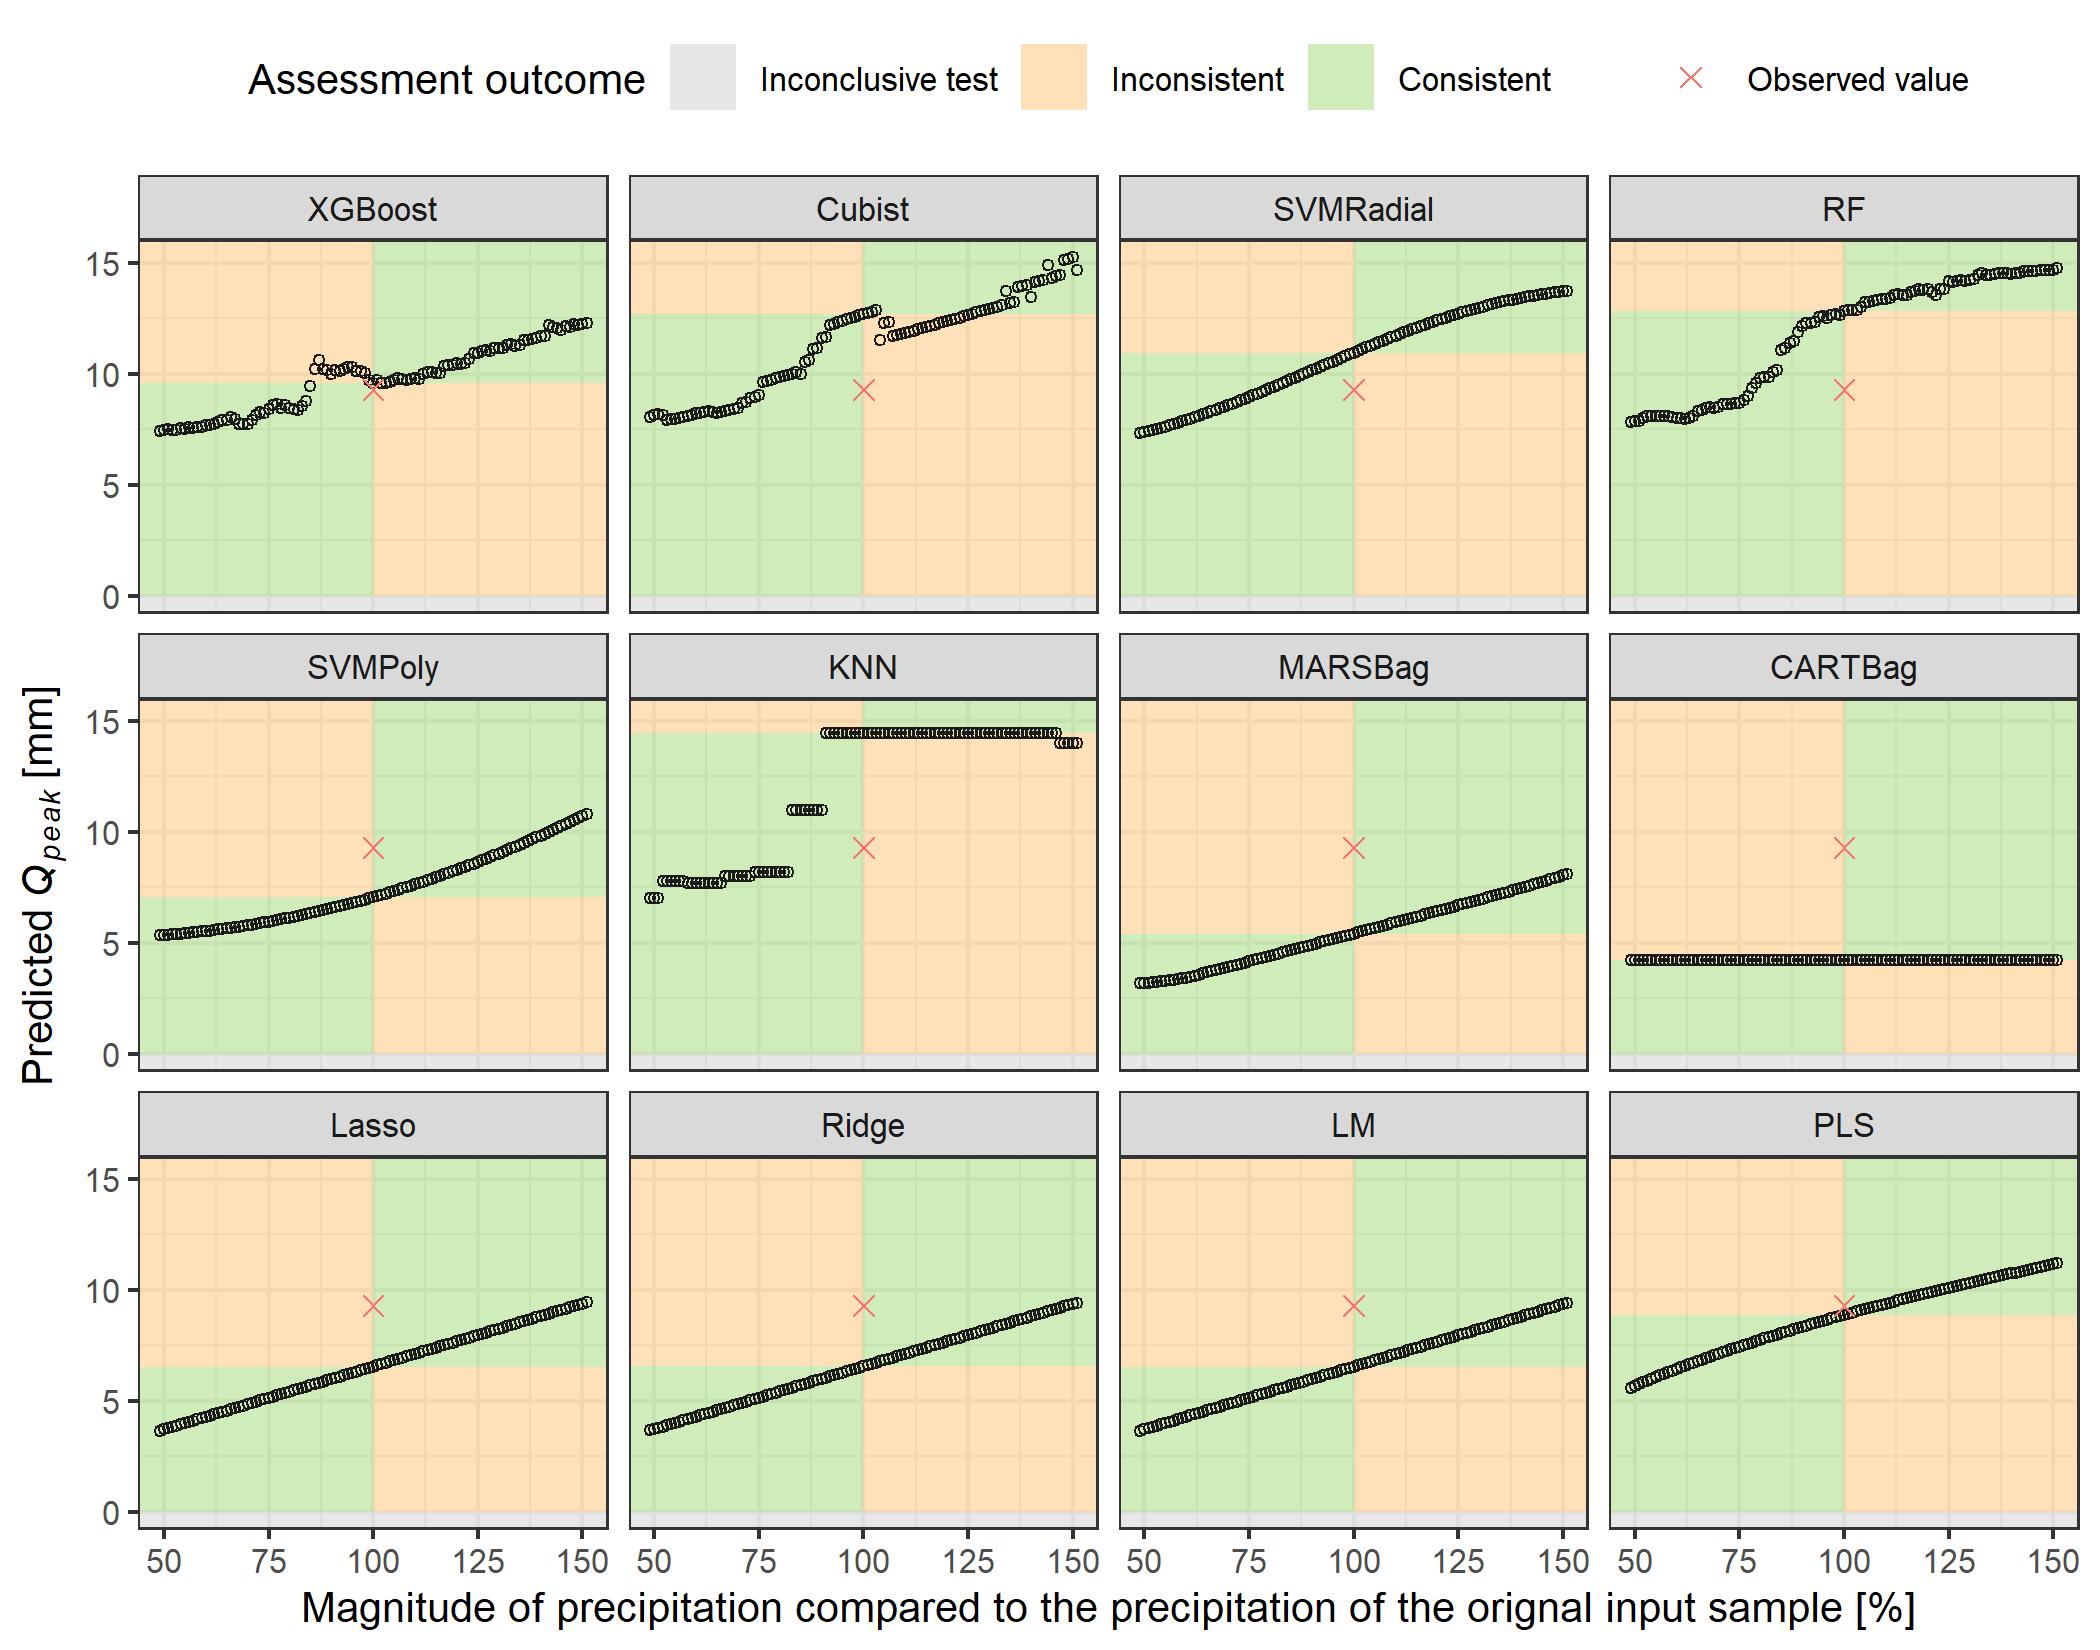 Assessment outcome Inconclusive test Inconsistent Consistent Observed value
XGBoost Cubist SVMRadial RF
15
10
5
0
SVMPoly KNN MARSBag CARTBag
15
10
5
0
Predicted Qpeak [mm]
Lasso Ridge LM PLS
15
10
5
0
50 75 100 125 150 50 75 100 125 150 50 75 100 125 150 50 75 100 125 150
Magnitude of precipitation compared to the precipitation of the orignal input sample [%]